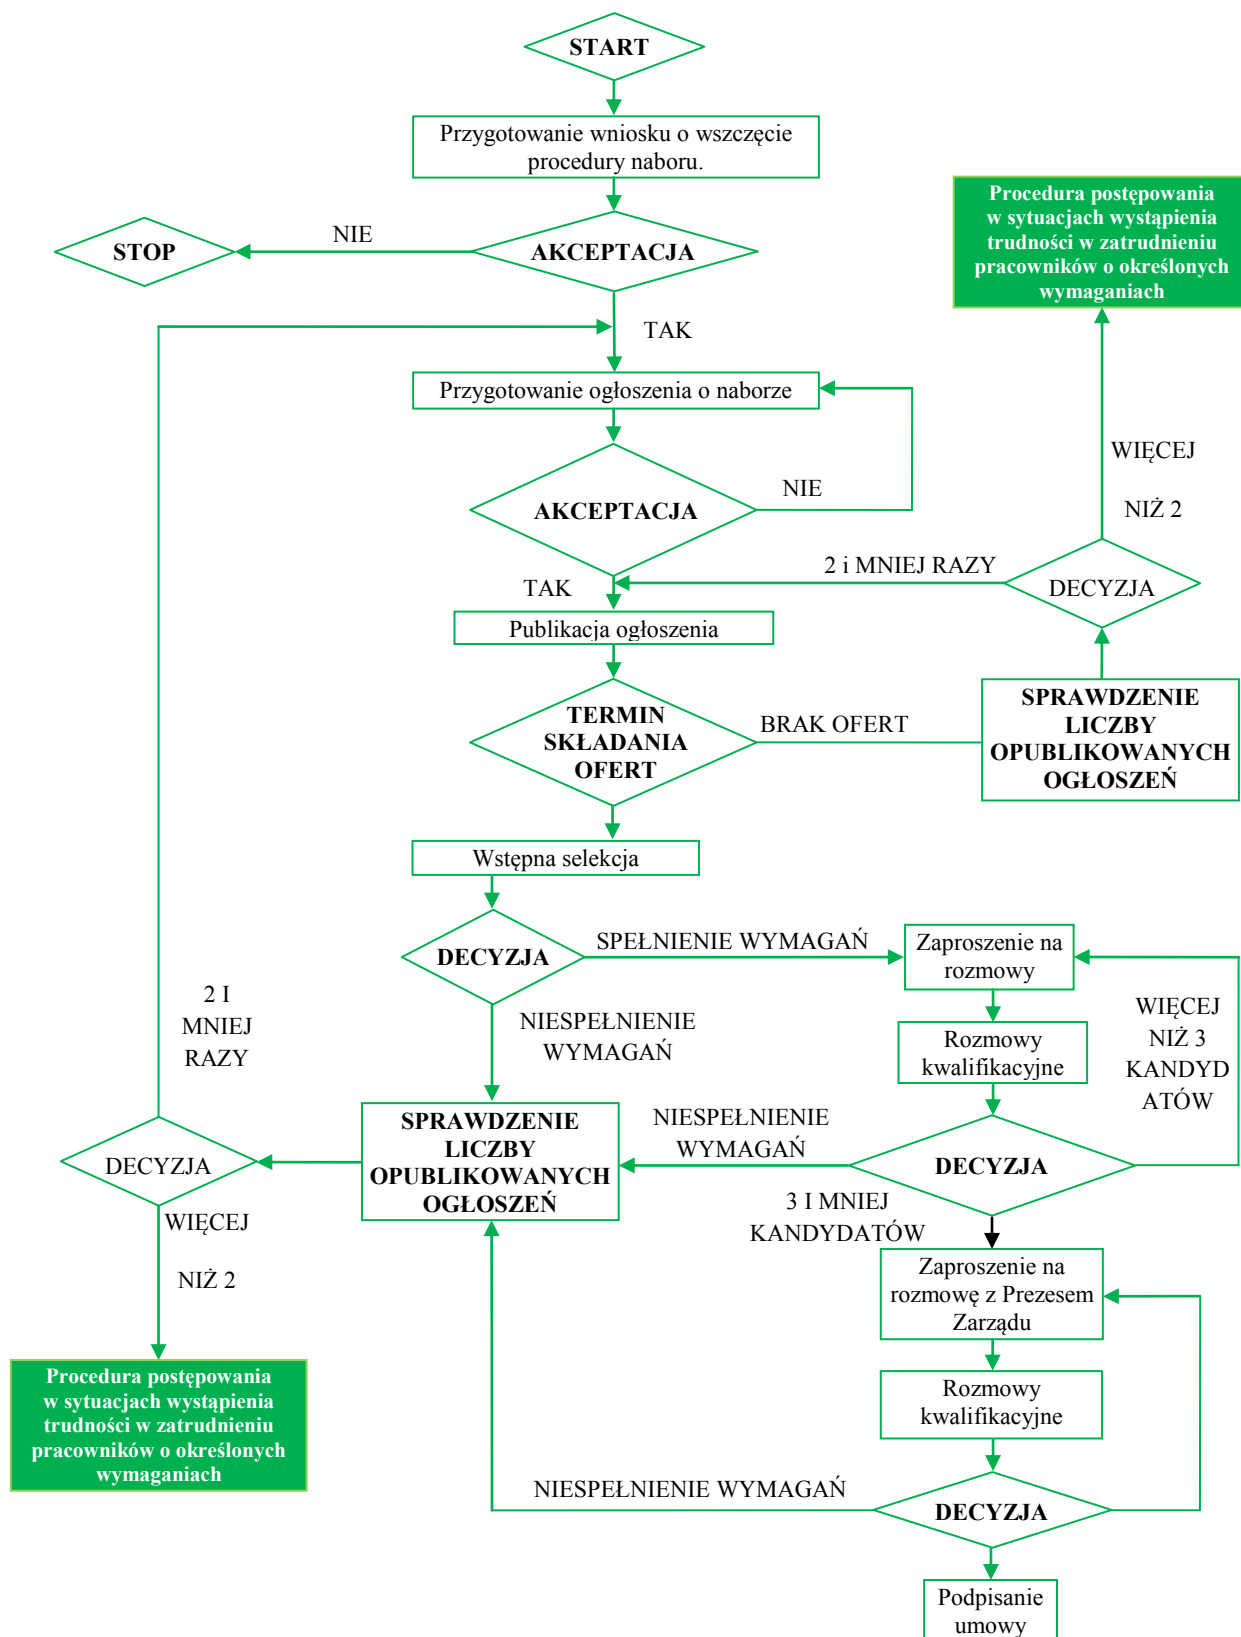 START
Przygotowanie wniosku o wszczęcie
procedury naboru.
Procedura postępowania
w sytuacjach wystąpienia
trudności w zatrudnieniu
pracowników o określonych
wymaganiach
STOP
NIE
AKCEPTACJA
TAK
Przygotowanie ogłoszenia o naborze
WIĘCEJ
NIŻ 2
AKCEPTACJA
NIE
2 i MNIEJ RAZY
DECYZJA
TAK
Publikacja ogłoszenia
TERMIN
SKŁADANIA
OFERT
BRAK OFERT
SPRAWDZENIE
LICZBY
OPUBLIKOWANYCH
OGŁOSZEŃ
Wstępna selekcja
DECYZJA
SPEŁNIENIE WYMAGAŃ
Zaproszenie na
rozmowy
2 I
MNIEJ
RAZY
NIESPEŁNIENIE
WYMAGAŃ
WIĘCEJ
NIŻ 3
KANDYD
ATÓW
Rozmowy
kwalifikacyjne
DECYZJA
SPRAWDZENIE
LICZBY
OPUBLIKOWANYCH
OGŁOSZEŃ
NIESPEŁNIENIE
WYMAGAŃ
DECYZJA
3 I MNIEJ
KANDYDATÓW
WIĘCEJ
NIŻ 2
Zaproszenie na
rozmowę z Prezesem
Zarządu
Procedura postępowania
w sytuacjach wystąpienia
trudności w zatrudnieniu
pracowników o określonych
wymaganiach
Rozmowy
kwalifikacyjne
NIESPEŁNIENIE WYMAGAŃ
DECYZJA
Podpisanie
umowy